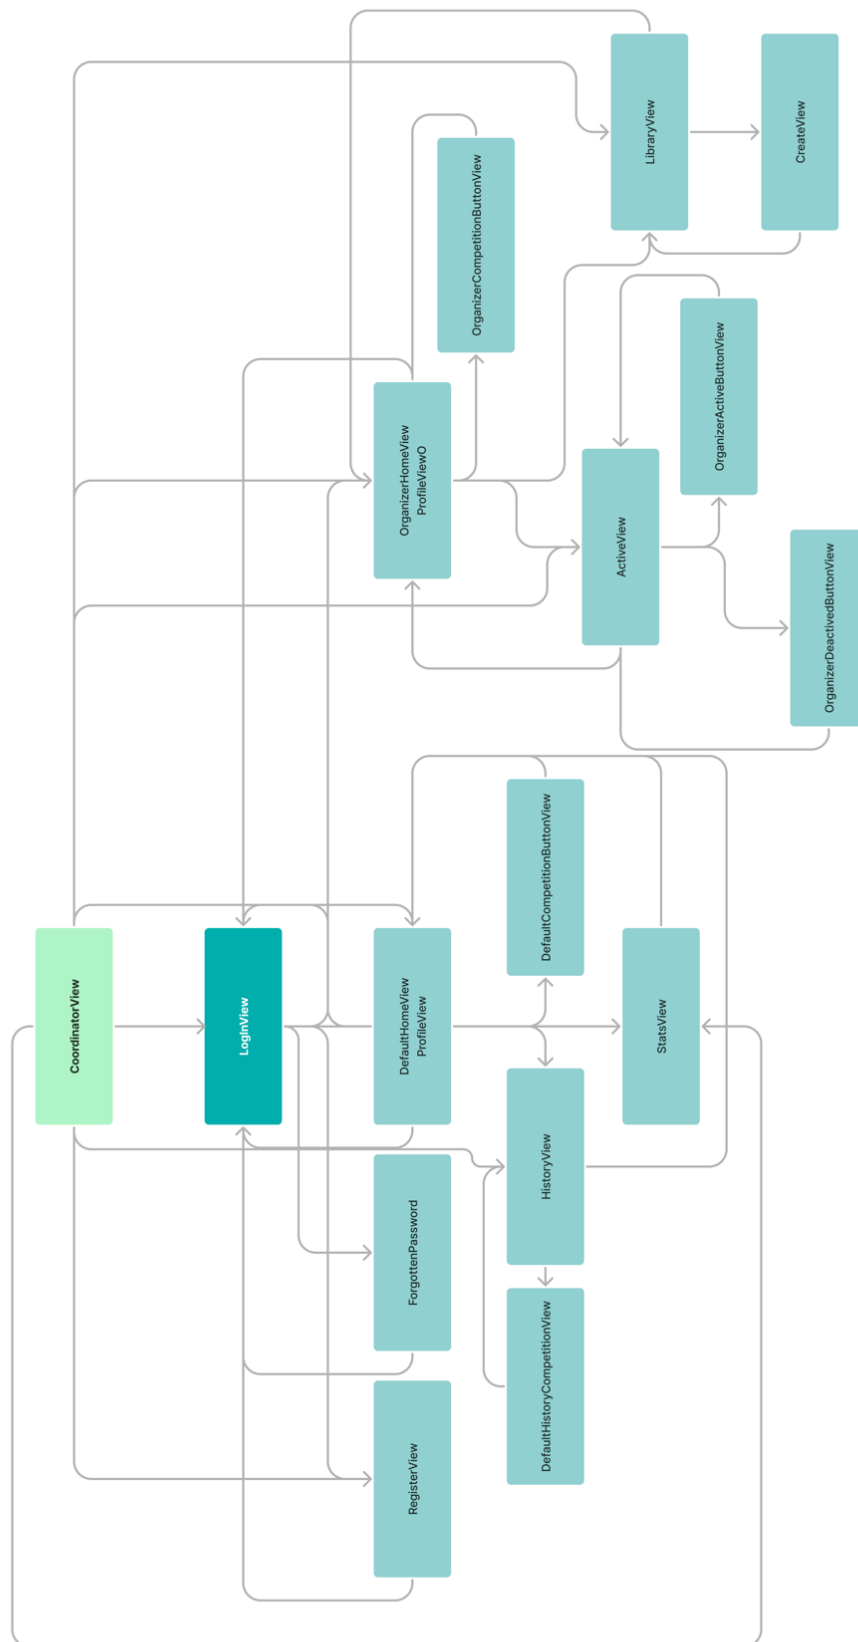 CoordinatorView
LogInView
RegisterView
ForgottenPassword
DefaultHomeView
ProfileView
OrganizerHomeView
ProfileViewO
DefaultHistoryCompetitionView
HistoryView
DefaultCompetitionButtonView
OrganizerCompetitionButtonView
StatsView
ActiveView
LibraryView
OrganizerActiveButtonView
OrganizerDeactivedButtonView
CreateView